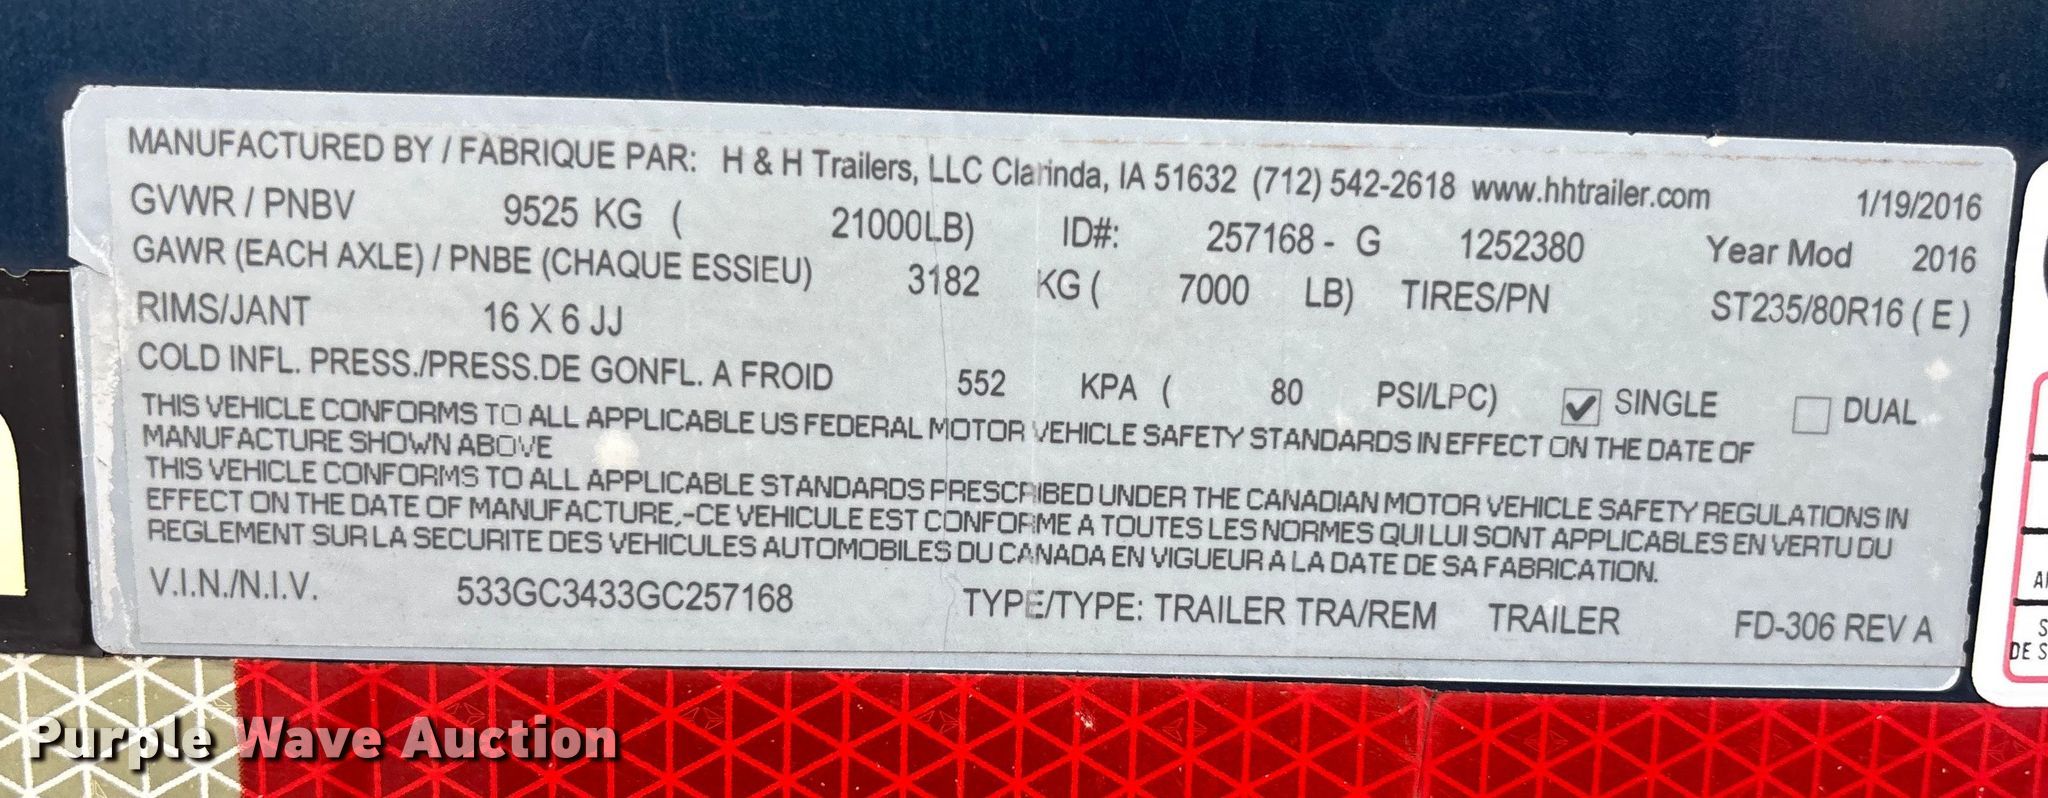 MANUFACTURED BY / FABRIQUE PAR: H & H Trailers, LLC Clarinda, IA 51632 (712) 542-2618 www.hhtrailer.com 1/19/2016
GVWR / PNBV 9525 KG ( 21000LB) ID#: 257168 - G 1252380 Year Mod 2016
GAWR (EACH AXLE) / PNBE (CHAQUE ESSIEU) 3182 KG ( 7000 LB) TIRES/PN ST235/80R16 ( E )
RIMS/JANT 16 X 6 JJ
COLD INFL. PRESS./PRESS.DE GONFL. A FROID 552 KPA ( 80 PSI/LPC) ☑ SINGLE ☐ DUAL
THIS VEHICLE CONFORMS TO ALL APPLICABLE US FEDERAL MOTOR VEHICLE SAFETY STANDARDS IN EFFECT ON THE DATE OF
MANUFACTURE SHOWN ABOVE
THIS VEHICLE CONFORMS TO ALL APPLICABLE STANDARDS PRESCRIBED UNDER THE CANADIAN MOTOR VEHICLE SAFETY REGULATIONS IN
EFFECT ON THE DATE OF MANUFACTURE,-CE VEHICULE EST CONFORME A TOUTES LES NORMES QUI LUI SONT APPLICABLES EN VERTU DU
REGLEMENT SUR LA SECURITE DES VEHICULES AUTOMOBILES DU CANADA EN VIGUEUR A LA DATE DE SA FABRICATION.
V.I.N./N.I.V. 533GC3433GC257168 TYPE/TYPE: TRAILER TRA/REM TRAILER FD-306 REV A
DE S
Purple Wave Auction